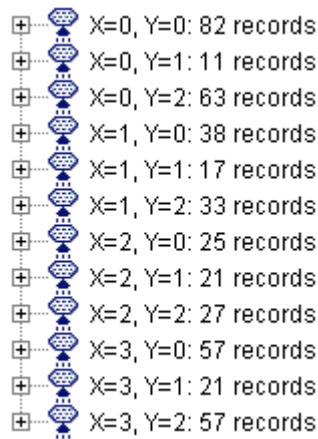 X=0, Y=0: 82 records
X=0, Y=1: 11 records
X=0, Y=2: 63 records
X=1, Y=0: 38 records
X=1, Y=1: 17 records
X=1, Y=2: 33 records
X=2, Y=0: 25 records
X=2, Y=1: 21 records
X=2, Y=2: 27 records
X=3, Y=0: 57 records
X=3, Y=1: 21 records
X=3, Y=2: 57 records